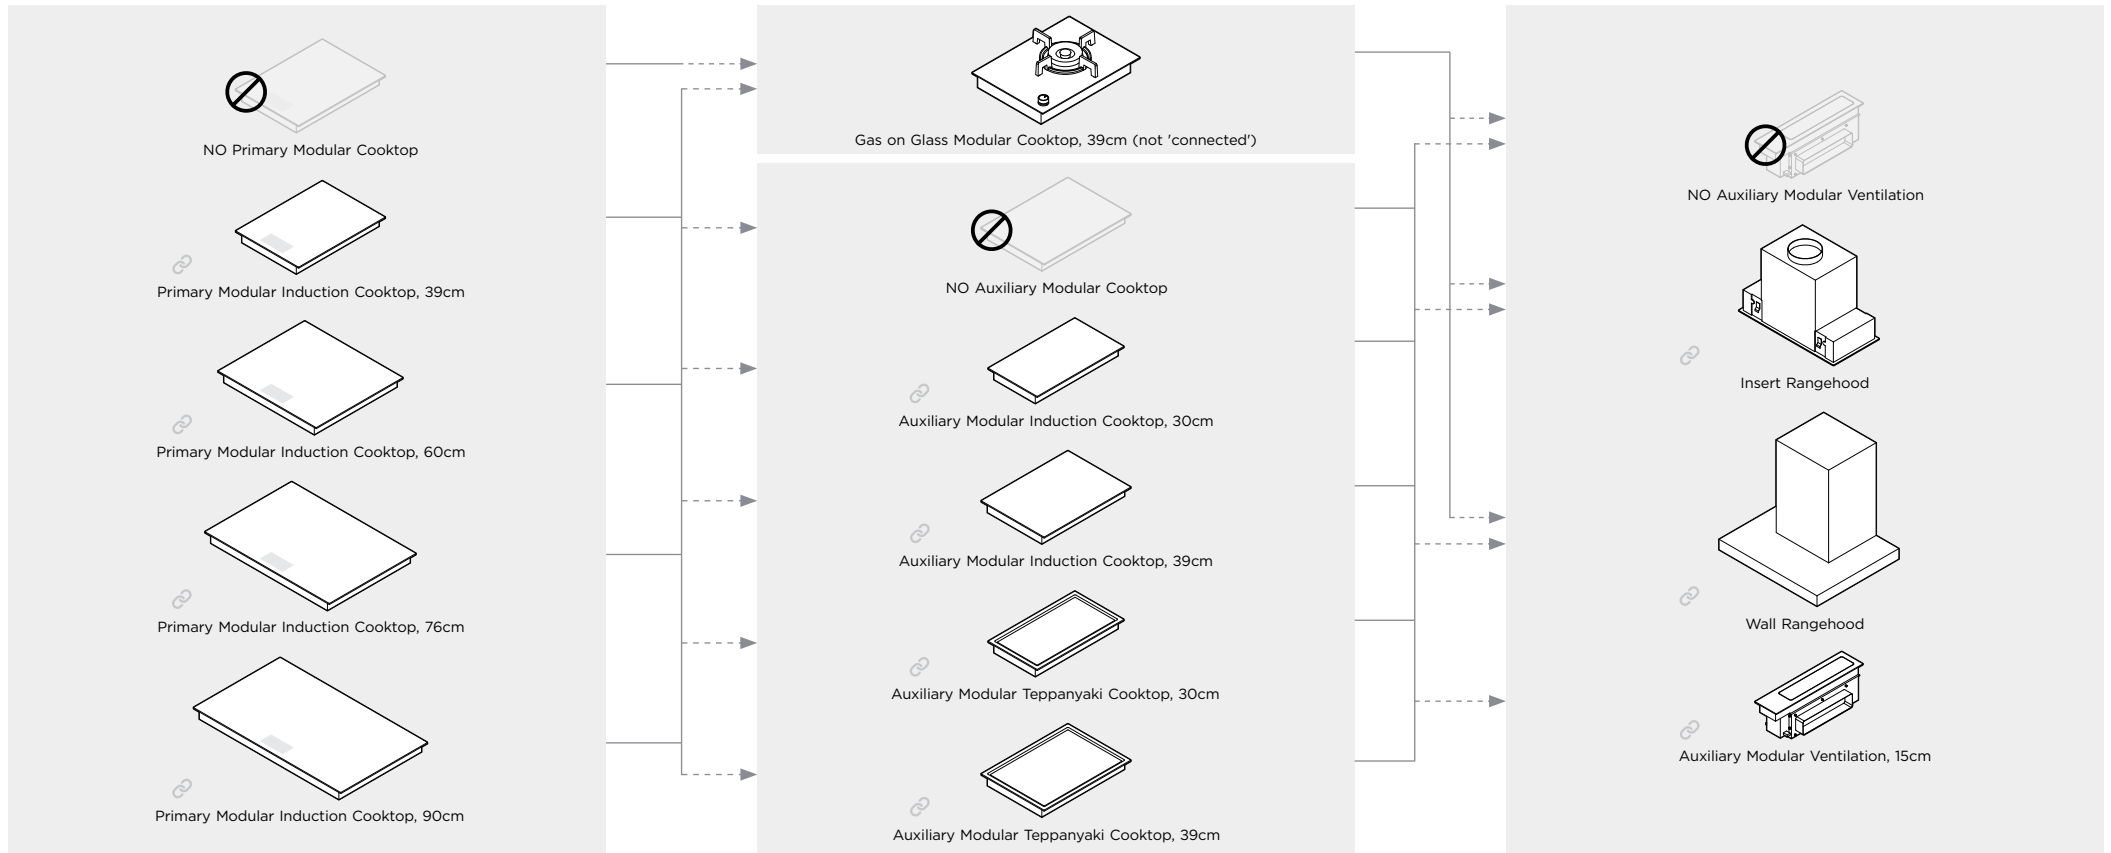 NO Primary Modular Cooktop
Primary Modular Induction Cooktop, 39cm
Primary Modular Induction Cooktop, 60cm
Primary Modular Induction Cooktop, 76cm
Primary Modular Induction Cooktop, 90cm
Gas on Glass Modular Cooktop, 39cm (not 'connected')
NO Auxiliary Modular Cooktop
Auxiliary Modular Induction Cooktop, 30cm
Auxiliary Modular Induction Cooktop, 39cm
Auxiliary Modular Teppanyaki Cooktop, 30cm
Auxiliary Modular Teppanyaki Cooktop, 39cm
NO Auxiliary Modular Ventilation
Insert Rangehood
Wall Rangehood
Auxiliary Modular Ventilation, 15cm